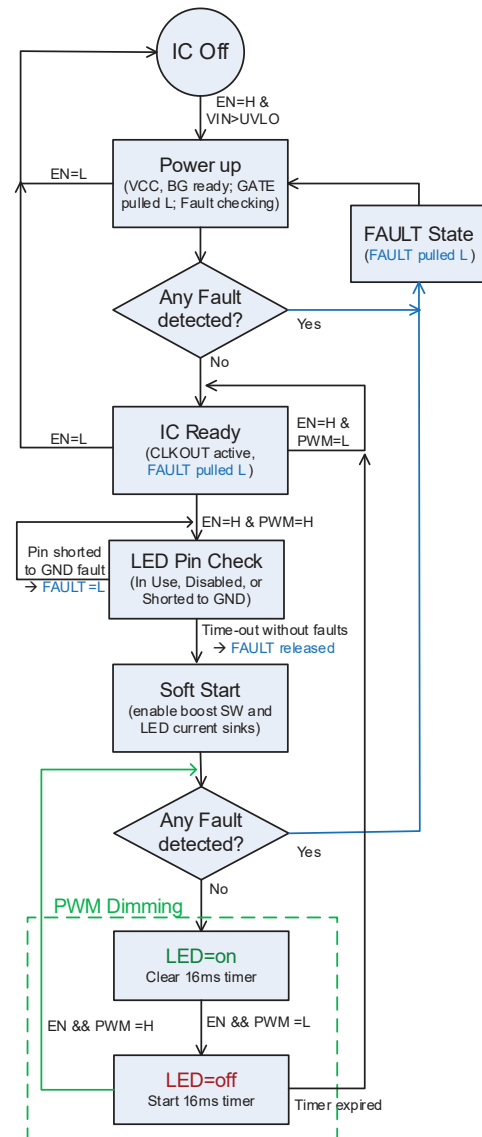 IC Off
EN=H &
VIN>UVLO
Power up
(VCC, BG ready; GATE
pulled L; Fault checking)
EN=L
FAULT State
(FAULT pulled L )
Any Fault
detected?
Yes
No
EN=H &
PWM=L
IC Ready
(CLKOUT active,
FAULT pulled L )
EN=L
EN=H & PWM=H
Pin shorted
to GND fault
→ FAULT =L
LED Pin Check
(In Use, Disabled, or
Shorted to GND)
Time-out without faults
→ FAULT released
Soft Start
(enable boost SW and
LED current sinks)
Any Fault
detected?
Yes
No
PWM Dimming
LED=on
Clear 16ms timer
EN && PWM =H
EN && PWM =L
LED=off
Start 16ms timer
Timer expired